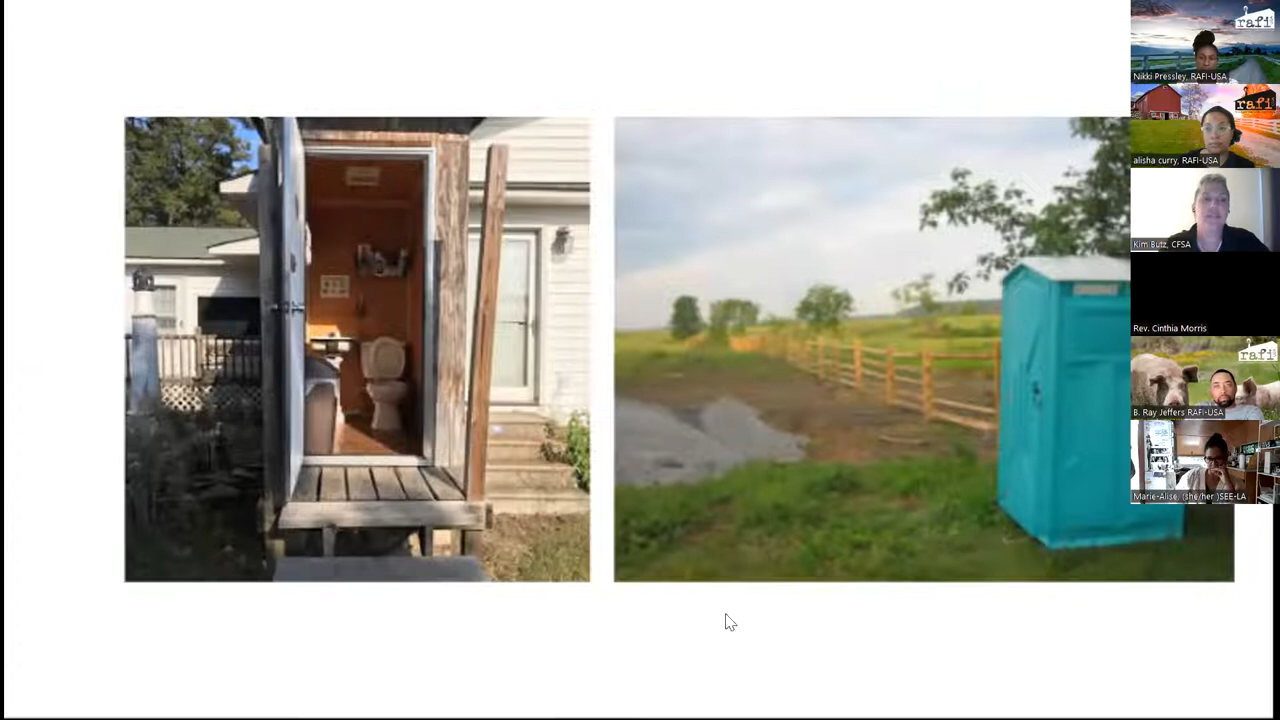 rafi
Nikki Pressley, RAFI-USA
rafi
alisha curry, RAFI-USA
Kim Butz, CFSA
Rev. Cinthia Morris
rafi
B. Ray Jeffers RAFI-USA
Marie-Alise, (she/her )SEE-LA